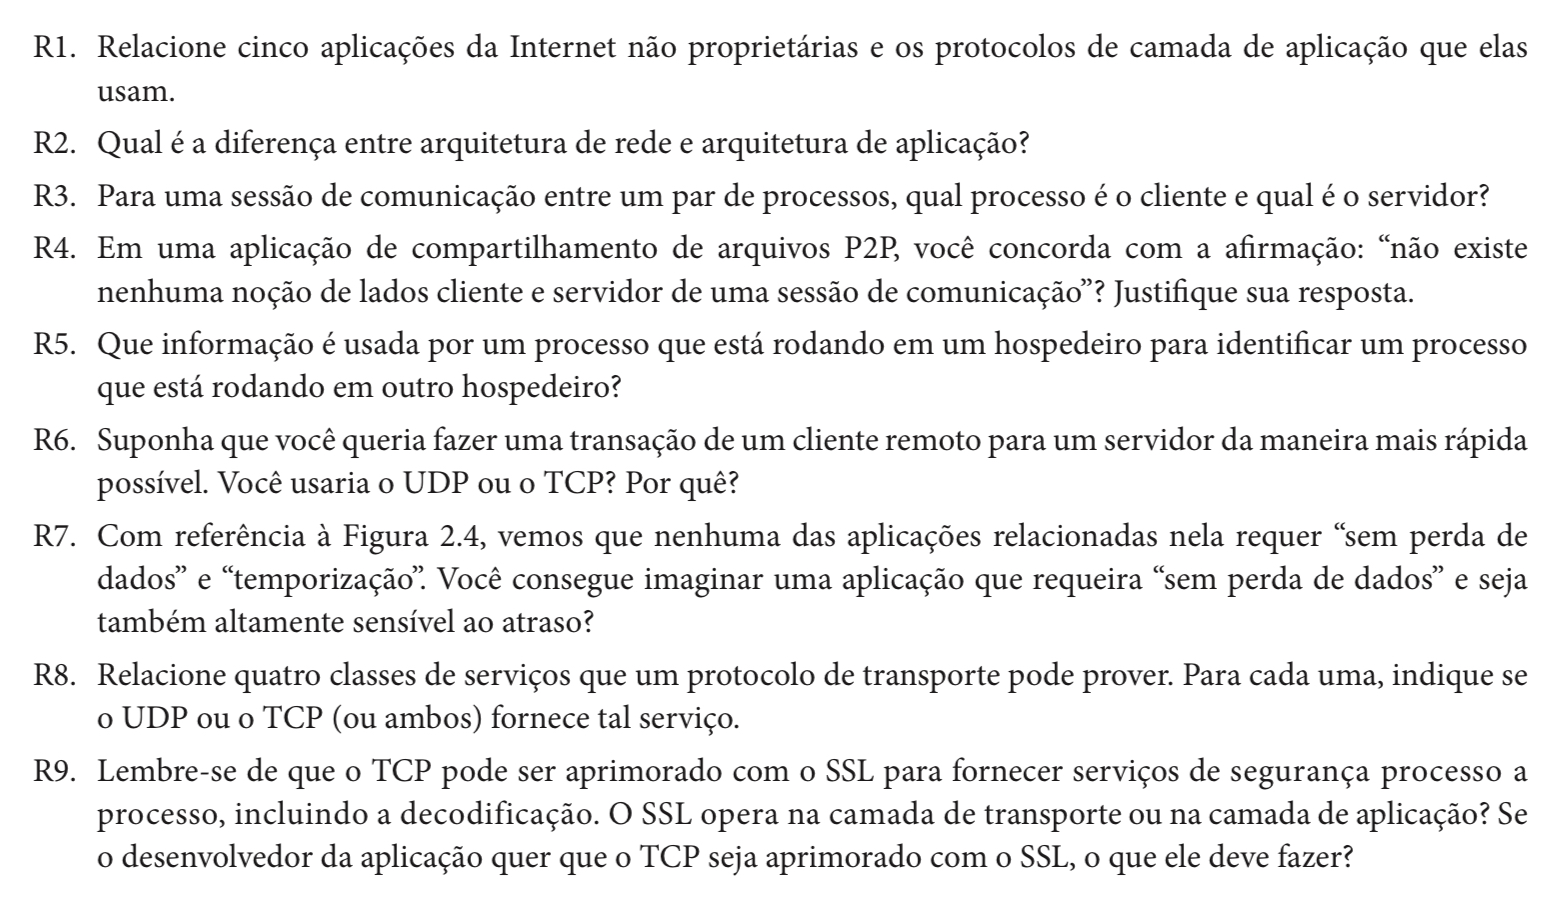 R1. Relacione cinco aplicações da Internet não proprietárias e os protocolos de camada de aplicação que elas
usam.
R2. Qual é a diferença entre arquitetura de rede e arquitetura de aplicação?
R3. Para uma sessão de comunicação entre um par de processos, qual processo é o cliente e qual é o servidor?
R4. Em uma aplicação de compartilhamento de arquivos P2P, você concorda com a afirmação: “não existe
nenhuma noção de lados cliente e servidor de uma sessão de comunicação”? Justifique sua resposta.
R5. Que informação é usada por um processo que está rodando em um hospedeiro para identificar um processo
que está rodando em outro hospedeiro?
R6. Suponha que você queria fazer uma transação de um cliente remoto para um servidor da maneira mais rápida
possível. Você usaria o UDP ou o TCP? Por quê?
R7. Com referência à Figura 2.4, vemos que nenhuma das aplicações relacionadas nela requer “sem perda de
dados” e “temporização”. Você consegue imaginar uma aplicação que requeira “sem perda de dados” e seja
também altamente sensível ao atraso?
R8. Relacione quatro classes de serviços que um protocolo de transporte pode prover. Para cada uma, indique se
o UDP ou o TCP (ou ambos) fornece tal serviço.
R9. Lembre-se de que o TCP pode ser aprimorado com o SSL para fornecer serviços de segurança processo a
processo, incluindo a decodificação. O SSL opera na camada de transporte ou na camada de aplicação? Se
o desenvolvedor da aplicação quer que o TCP seja aprimorado com o SSL, o que ele deve fazer?